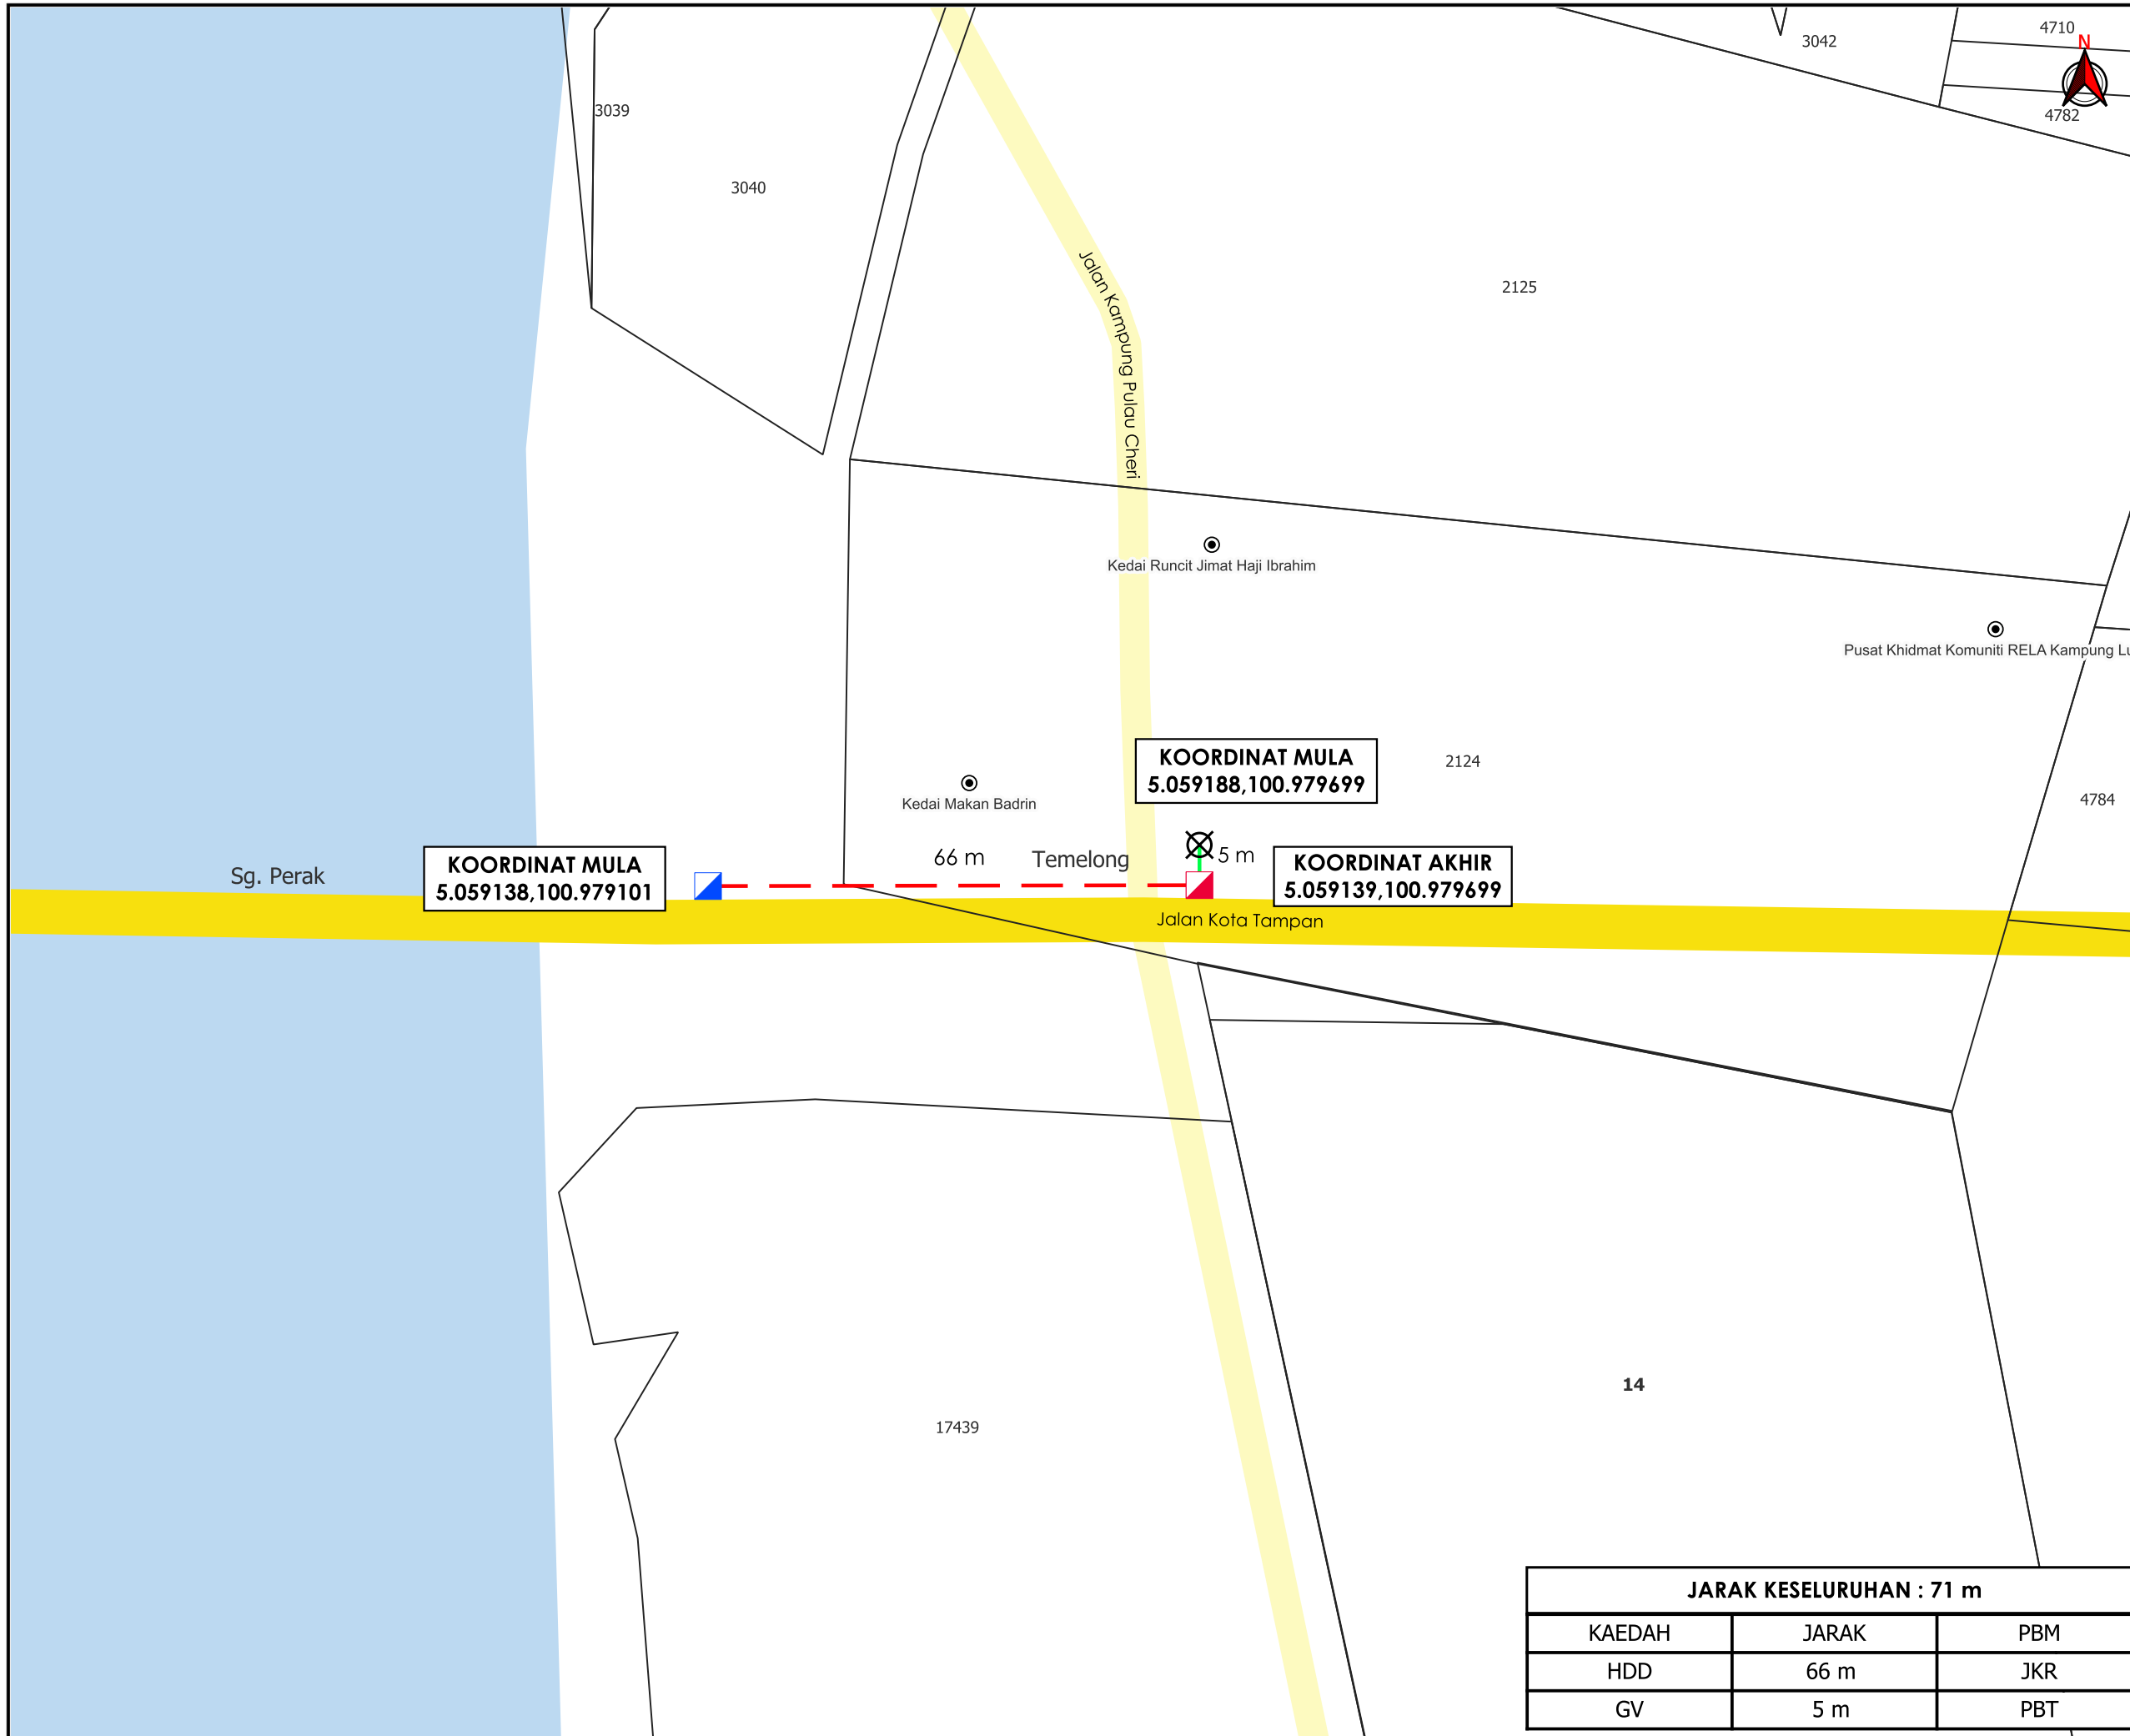 4710
N
3042
3039
4782
3040
Jalan Kampung Pulau Cheri
2125
Kedai Runcit Jimat Haji Ibrahim
Pusat Khidmat Komuniti RELA Kampung Lu
KOORDINAT MULA
5.059188,100.979699
2124
Kedai Makan Badrin
4784
66 m
Temelong
5 m
KOORDINAT MULA
5.059138,100.979101
KOORDINAT AKHIR
5.059139,100.979699
Sg. Perak
Jalan Kota Tampan
14
17439
JARAK KESELURUHAN : 71 m
KAEDAH JARAK PBM
HDD 66 m JKR
GV 5 m PBT